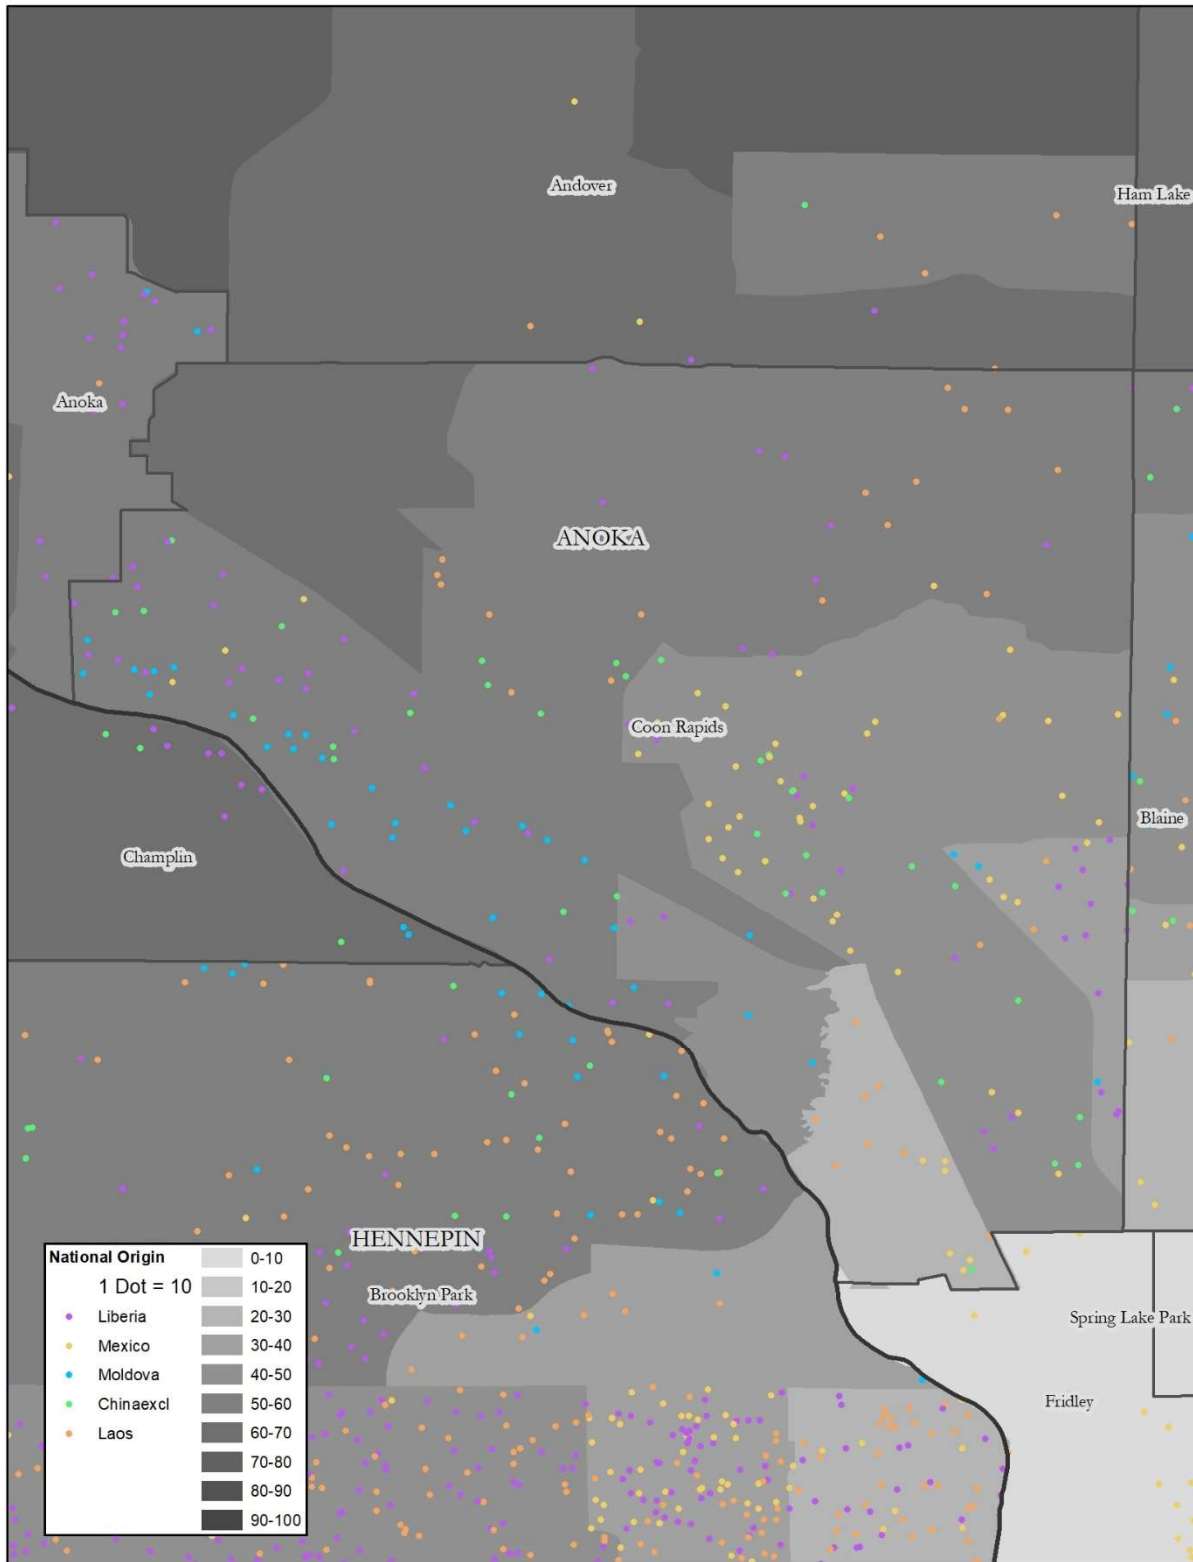 Andover
Ham Lake
Anoka
ANOKA
Coon Rapids
Blaine
Champlin
HENNEPIN
Brooklyn Park
Spring Lake Park
Fridley
National Origin
1 Dot = 10
Liberia
Mexico
Moldova
Chinaexcl
Laos
0-10
10-20
20-30
30-40
40-50
50-60
60-70
70-80
80-90
90-100